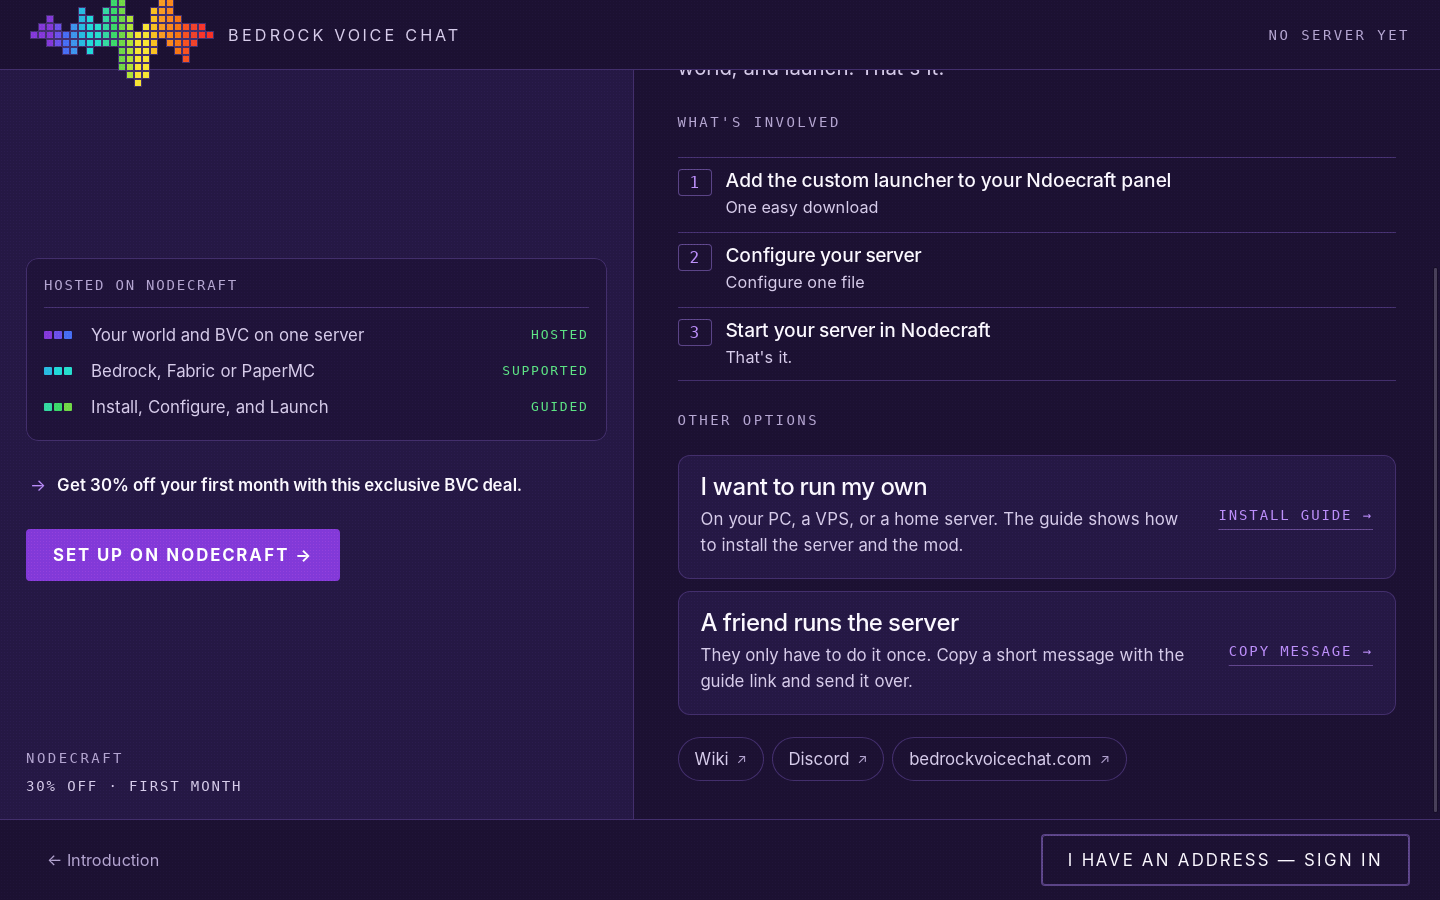 BEDROCK VOICE CHAT
NO SERVER YET
world, and launch. That's it.
HOSTED ON NODECRAFT
Your world and BVC on one server
HOSTED
Bedrock, Fabric or PaperMC
SUPPORTED
Install, Configure, and Launch
GUIDED
→ Get 30% off your first month with this exclusive BVC deal.
SET UP ON NODECRAFT →
NODECRAFT
30% OFF · FIRST MONTH
WHAT'S INVOLVED
1 Add the custom launcher to your Ndoecraft panel
One easy download
2 Configure your server
Configure one file
3 Start your server in Nodecraft
That's it.
OTHER OPTIONS
I want to run my own
On your PC, a VPS, or a home server. The guide shows how
to install the server and the mod.
INSTALL GUIDE →
A friend runs the server
They only have to do it once. Copy a short message with the
guide link and send it over.
COPY MESSAGE →
Wiki ↗
Discord ↗
bedrockvoicechat.com ↗
← Introduction
I HAVE AN ADDRESS — SIGN IN